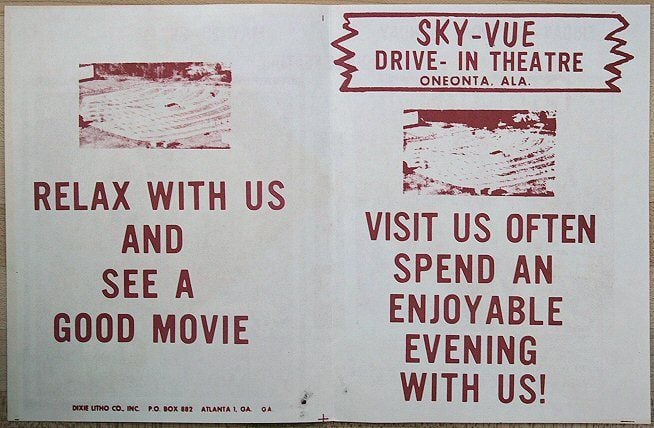 RELAX WITH US
AND
SEE A
GOOD MOVIE
DIXIE LITHO CO., INC. P.O. BOX 882 ATLANTA 1, GA. GA.
SKY-VUE
DRIVE-IN THEATRE
ONEONTA, ALA.
VISIT US OFTEN
SPEND AN
ENJOYABLE
EVENING
WITH US!